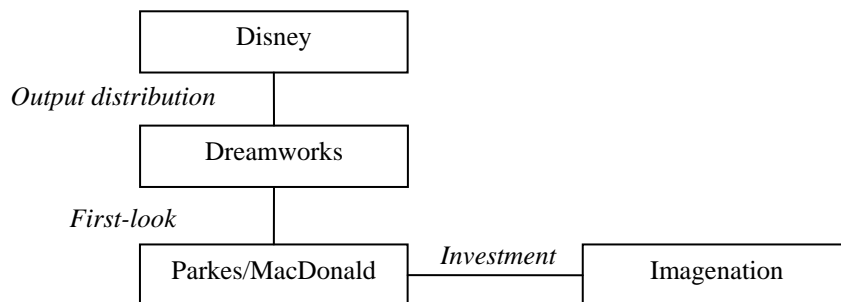 Disney
Output distribution
Dreamworks
First-look
Parkes/MacDonald
Investment
Imagenation